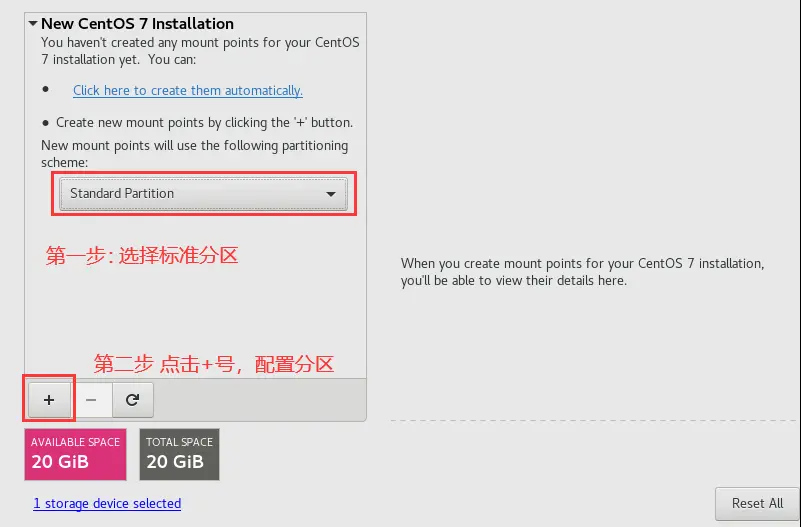 New CentOS 7 Installation
You haven't created any mount points for your CentOS
7 installation yet.  You can:
● Click here to create them automatically.
● Create new mount points by clicking the '+' button.
New mount points will use the following partitioning
scheme:
Standard Partition
第一步: 选择标准分区
When you create mount points for your CentOS 7 installation,
you'll be able to view their details here.
第二步 点击+号，配置分区
+ −
AVAILABLE SPACE
20 GiB
TOTAL SPACE
20 GiB
1 storage device selected
Reset All